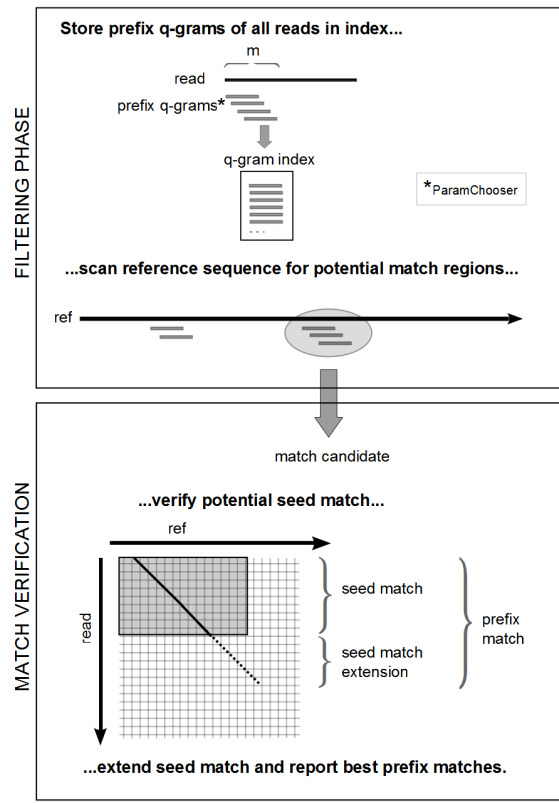 FILTERING PHASE
Store prefix q-grams of all reads in index...
m
read
prefix q-grams*
q-gram index
*ParamChooser
...scan reference sequence for potential match regions...
ref
MATCH VERIFICATION
match candidate
...verify potential seed match...
ref
read
seed match
seed match
extension
prefix
match
...extend seed match and report best prefix matches.